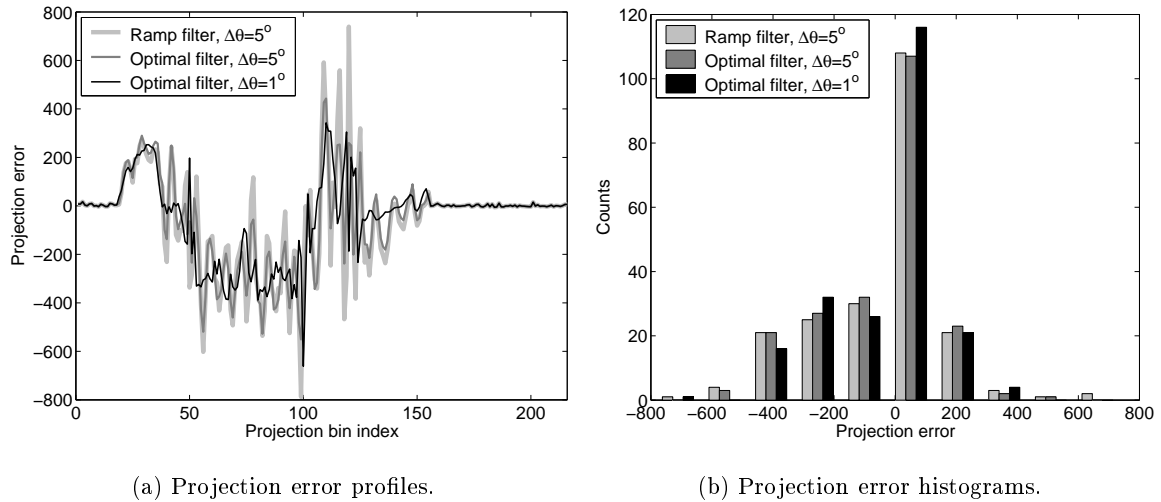 Ramp filter, Δθ=5°
Optimal filter, Δθ=5°
Optimal filter, Δθ=1°
800
600
400
200
0
−200
−400
−600
−800
Projection error
0 50 100 150 200
Projection bin index
(a) Projection error profiles.
Ramp filter, Δθ=5°
Optimal filter, Δθ=5°
Optimal filter, Δθ=1°
120
100
80
60
40
20
0
Counts
−800 −600 −400 −200 0 200 400 600 800
Projection error
(b) Projection error histograms.